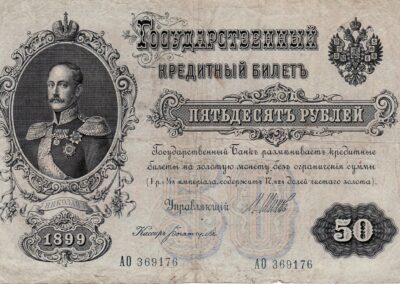 Государственный
кредитный билетъ
ПЯТЬДЕСЯТЪ РУБЛЕЙ
Государственный Банкъ размѣниваетъ кредитные
билеты на золотую монету безъ ограниченія суммы
(1 р.= 1/15 имперіала, содержитъ 17,424 долей чистаго золота).
Управляющій
50
Кассиръ
1899
АО 369176
АО 369176